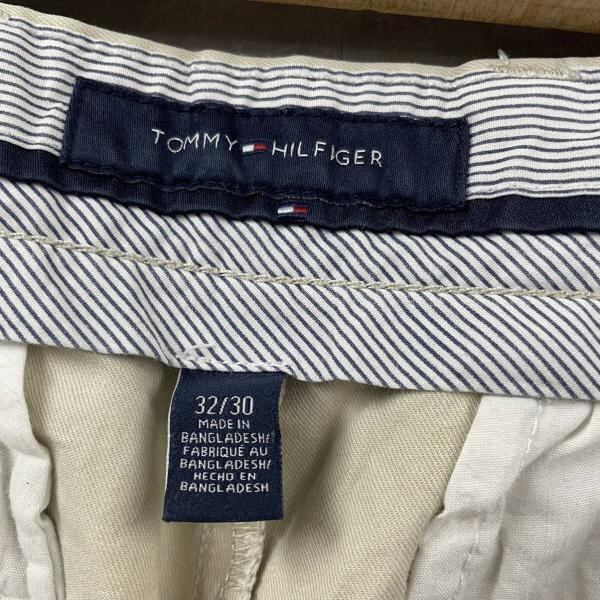 TOMMY HILFIGER
32/30
MADE IN
BANGLADESH/
FABRIQUÉ AU
BANGLADESH/
HECHO EN
BANGLADESH